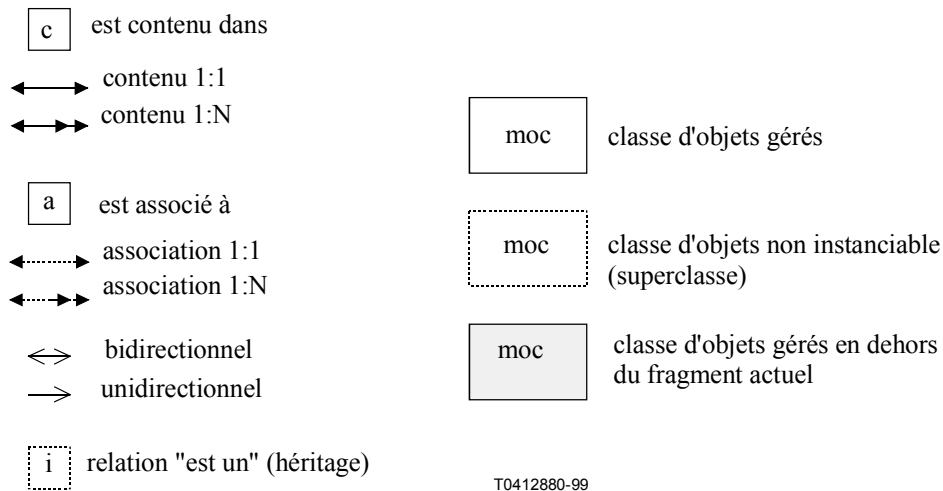 c est contenu dans
contenu 1:1
contenu 1:N
a est associé à
association 1:1
association 1:N
bidirectionnel
unidirectionnel
i relation "est un" (héritage)
moc classe d'objets gérés
moc classe d'objets non instanciable
(superclasse)
moc classe d'objets gérés en dehors
du fragment actuel
T0412880-99